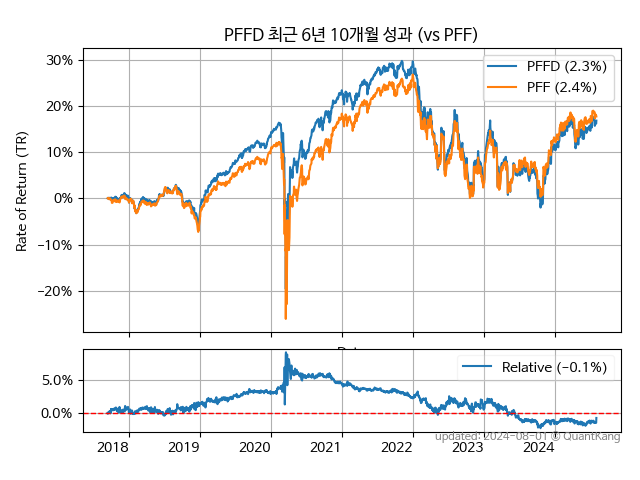 PFFD 최근 6년 10개월 성과 (vs PFF)
Rate of Return (TR)
30%
20%
10%
0%
−10%
−20%
PFFD (2.3%)
PFF (2.4%)
5.0%
0.0%
Relative (−0.1%)
2018 2019 2020 2021 2022 2023 2024
updated: 2024-08-01 © QuantKang